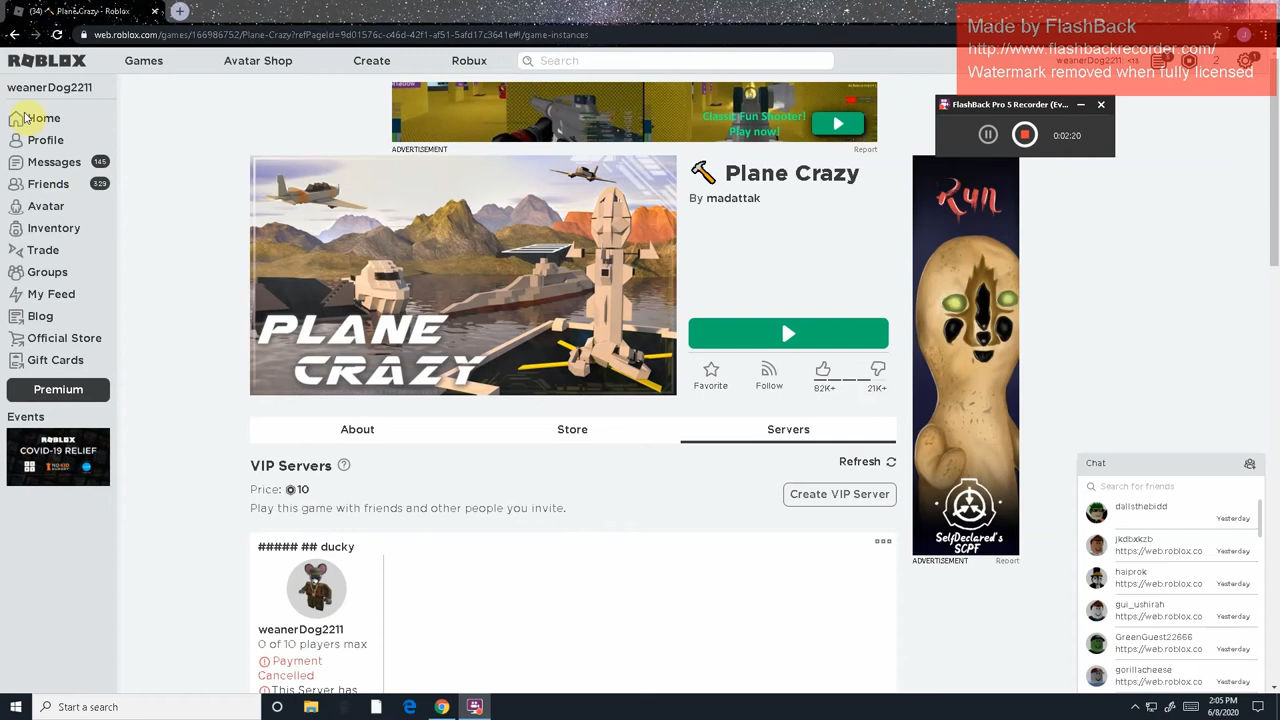 (34) Plane Crazy - Roblox
web.roblox.com/games/166986752/Plane-Crazy?refPageId=9d01576c-c46d-42f1-af51-5afd17c3641e#!/game-instances
Made by FlashBack
http://www.flashbackrecorder.com/
Watermark removed when fully licensed
ROBLOX
Games
Avatar Shop
Create
Robux
Search
weanerDog2211: <13
2
weanerDog2211
Home
Profile
Messages 145
Friends 329
Avatar
Inventory
Trade
Groups
My Feed
Blog
Official Store
Gift Cards
Premium
Events
ROBLOX
COVID-19 RELIEF
Classic Fun Shooter!
Play now!
ADVERTISEMENT
Report
FlashBack Pro 5 Recorder (Ev...
0:02:20
PLANE
CRAZY
Plane Crazy
By madattak
Favorite
Follow
82K+
21K+
Run
SelfDeclared's
SCPF
ADVERTISEMENT
Report
About
Store
Servers
VIP Servers
Refresh
Price: 10
Create VIP Server
Play this game with friends and other people you invite.
##### ## ducky
weanerDog2211
0 of 10 players max
Payment
Cancelled
This Server has
Chat
Search for friends
dallsthebidd
Yesterday
jkdbxkzb
https://web.roblox.co Yesterday
haiprok
https://web.roblox.co Yesterday
gui_ushirah
https://web.roblox.co Yesterday
GreenGuest22666
https://web.roblox.co Yesterday
gorillacheese
https://web.roblox.co Yesterday
Start a search
2:05 PM
6/8/2020